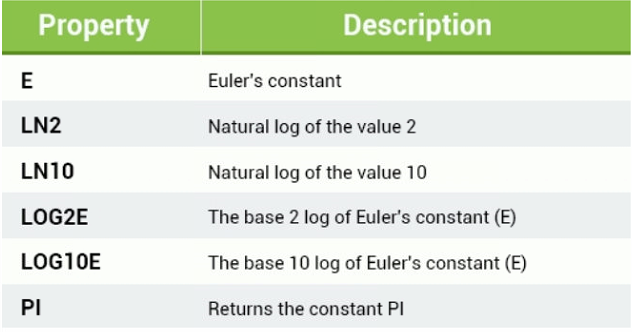 Property Description
E Euler's constant
LN2 Natural log of the value 2
LN10 Natural log of the value 10
LOG2E The base 2 log of Euler's constant (E)
LOG10E The base 10 log of Euler's constant (E)
PI Returns the constant PI